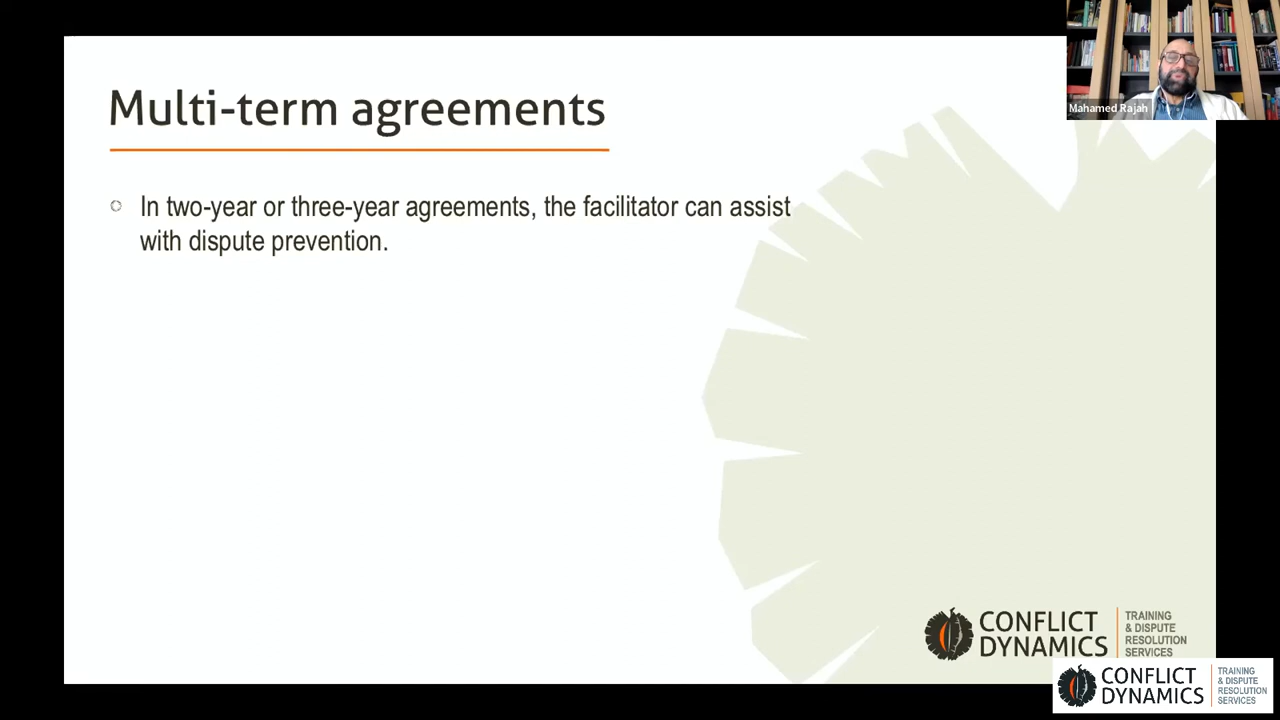 Multi-term agreements
In two-year or three-year agreements, the facilitator can assist
with dispute prevention.
Mahamed Rajah
CONFLICT
DYNAMICS
TRAINING
& DISPUTE
RESOLUTION
SERVICES
CONFLICT
DYNAMICS
TRAINING
& DISPUTE
RESOLUTION
SERVICES